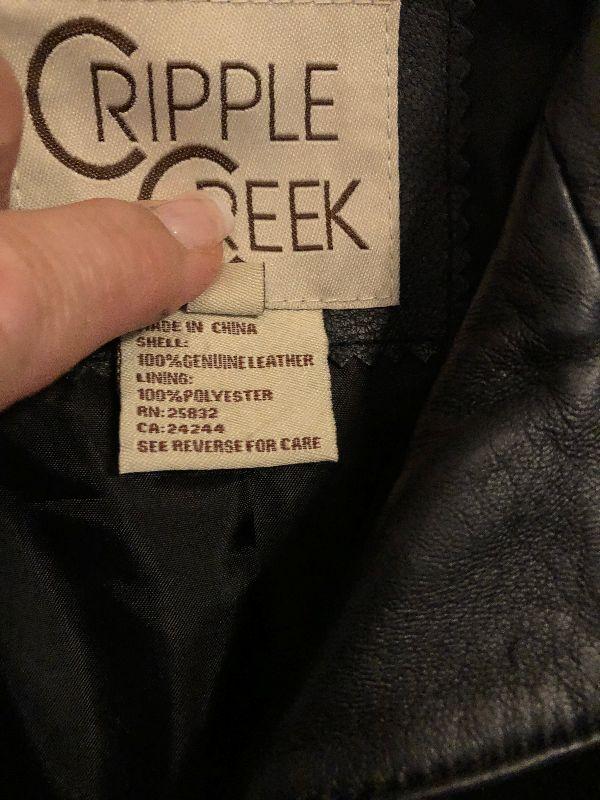 CRIPPLE
CREEK
MADE IN CHINA
SHELL:
100%GENUINE LEATHER
LINING:
100%POLYESTER
RN:25832
CA:24244
SEE REVERSE FOR CARE